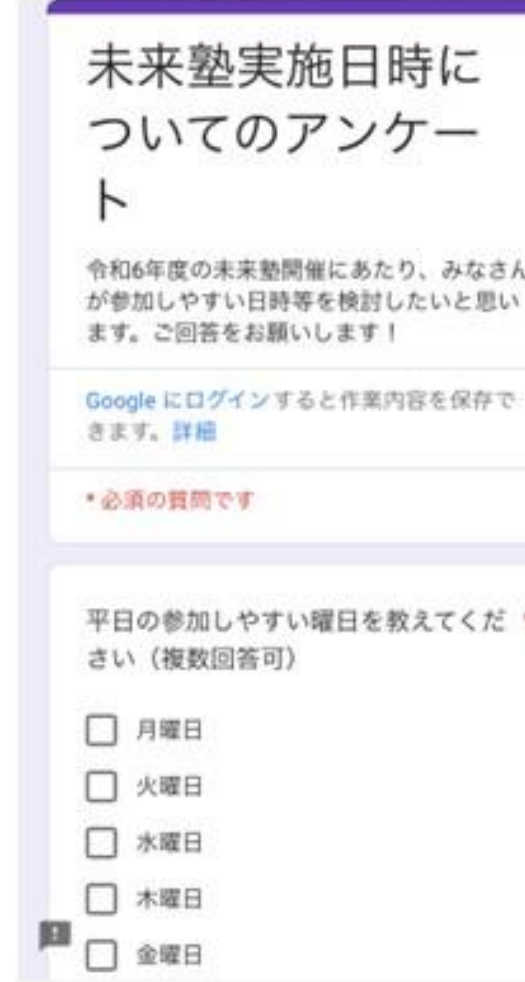 未来塾実施日時に
ついてのアンケー
ト
令和6年度の未来塾開催にあたり、みなさん
が参加しやすい日時等を検討したいと思い
ます。ご回答をお願いします！
Google にログインすると作業内容を保存で
きます。詳細
* 必須の質問です
平日の参加しやすい曜日を教えてくだ
さい（複数回答可）
月曜日
火曜日
水曜日
木曜日
金曜日